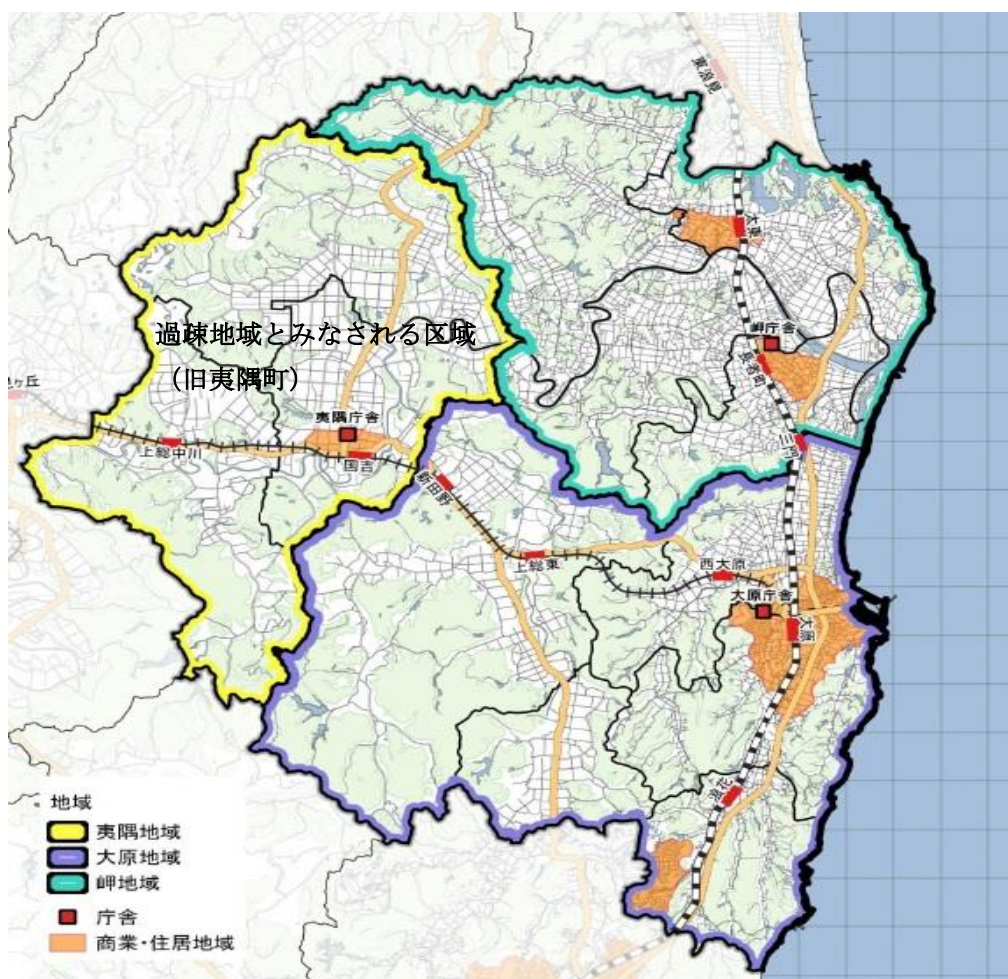 東浪見
太東
過疎地域とみなされる区域
（旧夷隅町）
岬庁舎
長者町
夷隅庁舎
上総中川
国吉
三門
新田野
上総東
西大原
大原庁舎
大原
浪花
地域
夷隅地域
大原地域
岬地域
庁舎
商業・住居地域